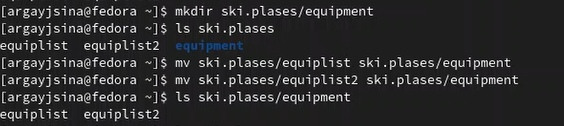 [argayjsina@fedora ~]$ mkdir ski.plases/equipment
[argayjsina@fedora ~]$ ls ski.plases
equiplist  equiplist2  equipment
[argayjsina@fedora ~]$ mv ski.plases/equiplist ski.plases/equipment
[argayjsina@fedora ~]$ mv ski.plases/equiplist2 ski.plases/equipment
[argayjsina@fedora ~]$ ls ski.plases/equipment
equiplist  equiplist2